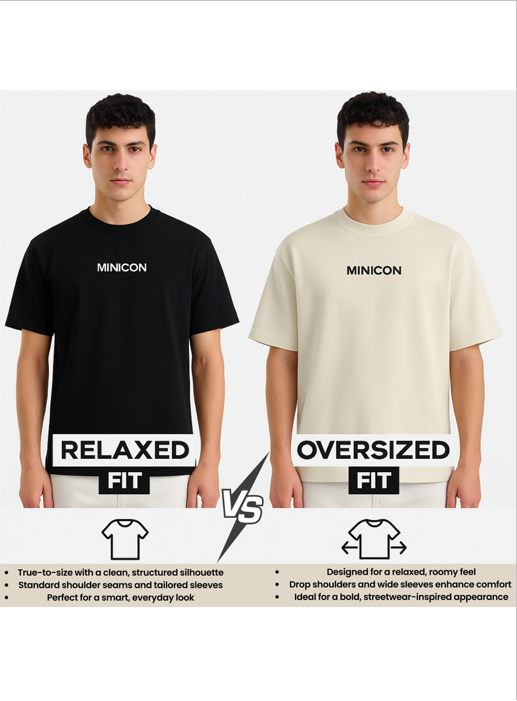 MINICON
MINICON
RELAXED
FIT
VS
OVERSIZED
FIT
• True-to-size with a clean, structured silhouette
• Standard shoulder seams and tailored sleeves
• Perfect for a smart, everyday look
• Designed for a relaxed, roomy feel
• Drop shoulders and wide sleeves enhance comfort
• Ideal for a bold, streetwear-inspired appearance